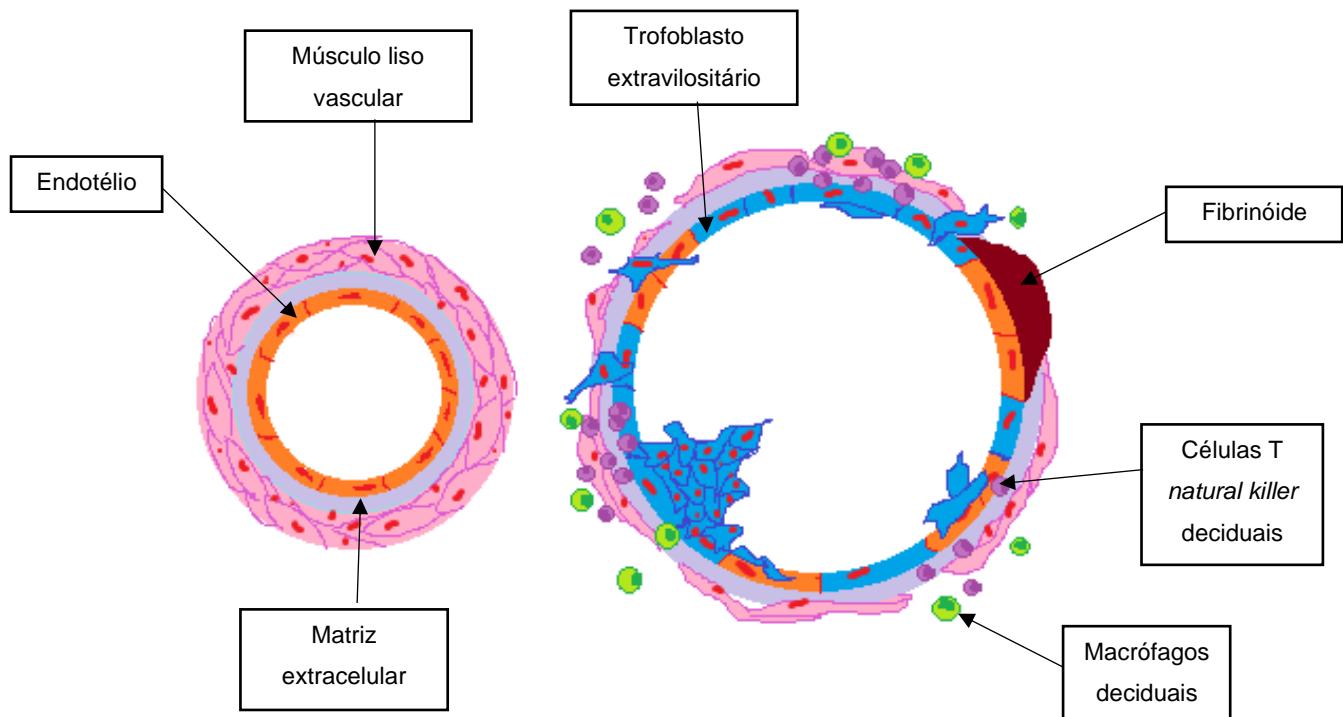 Músculo liso
vascular
Trofoblasto
extravilositário
Endotélio
Fibrinóide
Células T
natural killer
deciduais
Matriz
extracelular
Macrófagos
deciduais